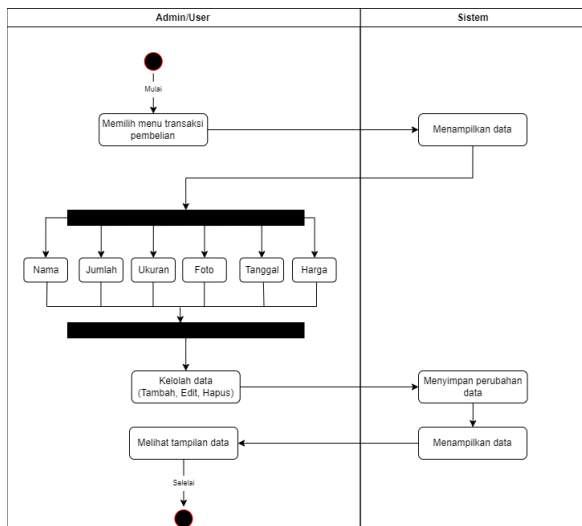 Admin/User
Sistem
Mulai
Memilih menu transaksi
pembelian
Menampilkan data
Nama
Jumlah
Ukuran
Foto
Tanggal
Harga
Kelolah data
(Tambah, Edit, Hapus)
Menyimpan perubahan
data
Melihat tampilan data
Menampilkan data
Selelai